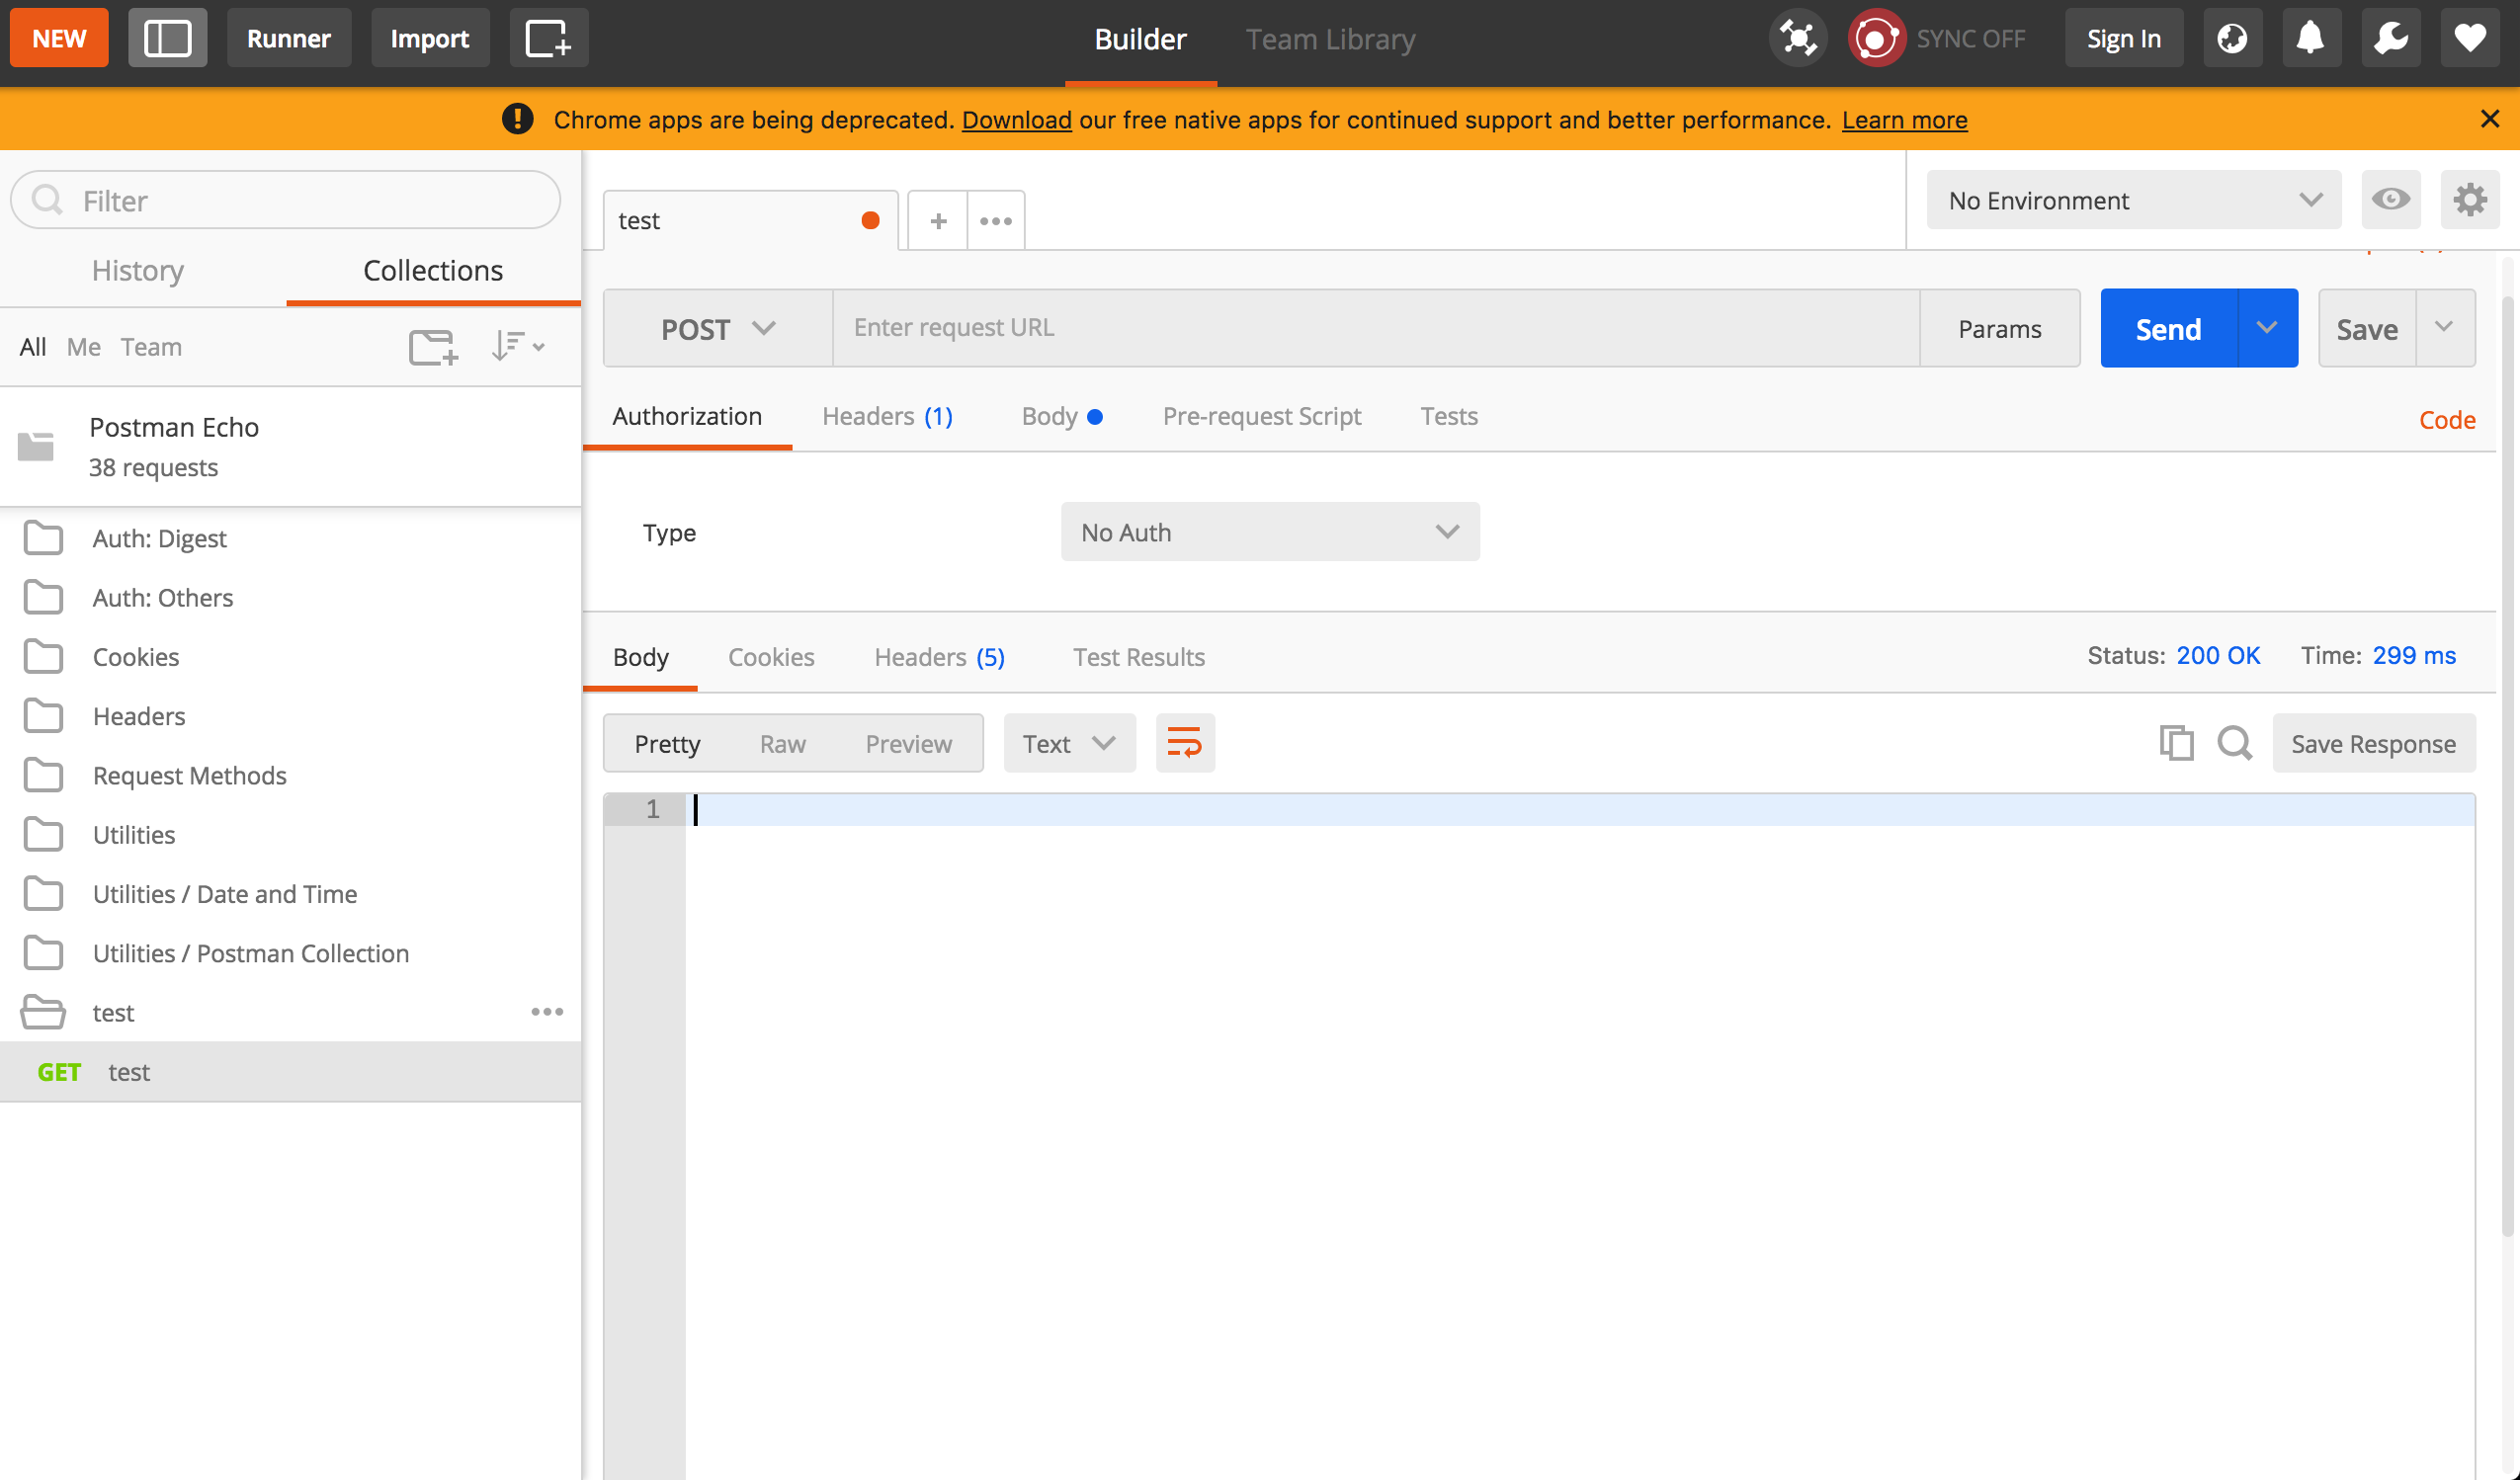 NEW Runner Import Builder Team Library SYNC OFF Sign In
Chrome apps are being deprecated. Download our free native apps for continued support and better performance. Learn more
Filter
History Collections
All Me Team
Postman Echo
38 requests
Auth: Digest
Auth: Others
Cookies
Headers
Request Methods
Utilities
Utilities / Date and Time
Utilities / Postman Collection
test
GET test
test + •••
No Environment
POST Enter request URL Params Send Save
Authorization Headers (1) Body Pre-request Script Tests Code
Type No Auth
Body Cookies Headers (5) Test Results Status: 200 OK Time: 299 ms
Pretty Raw Preview Text Save Response
1